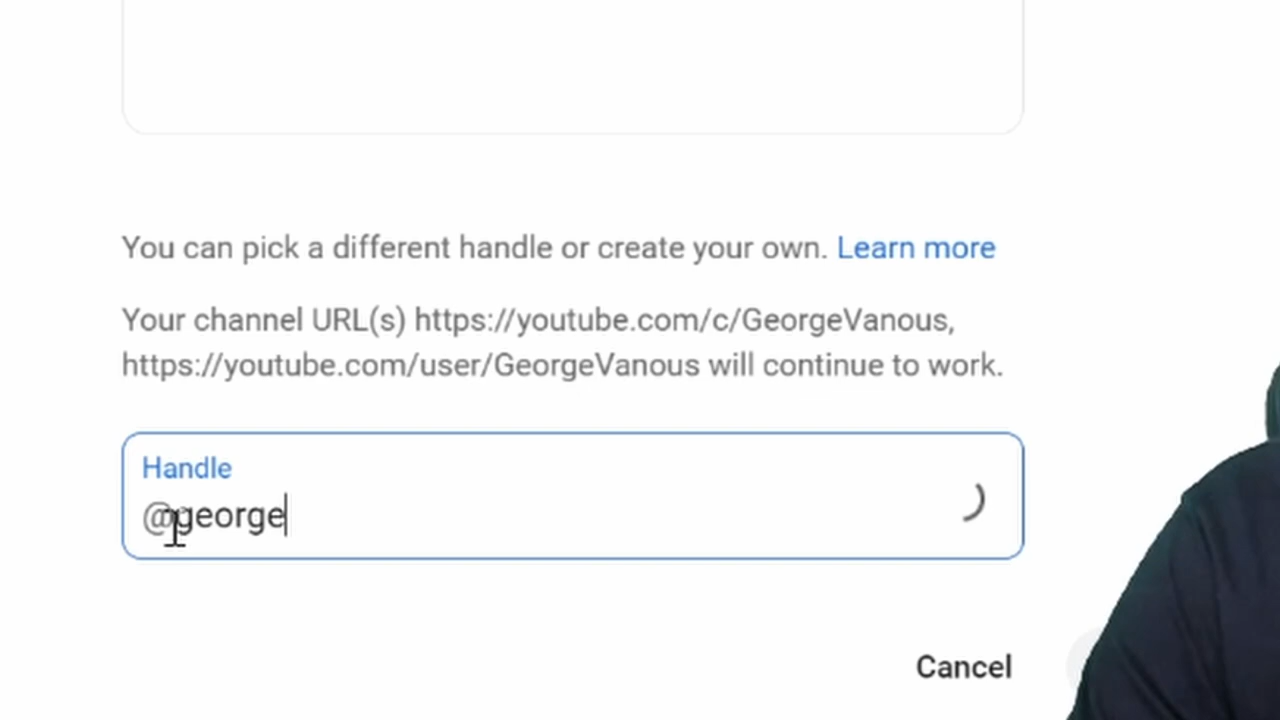 You can pick a different handle or create your own. Learn more
Your channel URL(s) https://youtube.com/c/GeorgeVanous,
https://youtube.com/user/GeorgeVanous will continue to work.
Handle
@george
Cancel